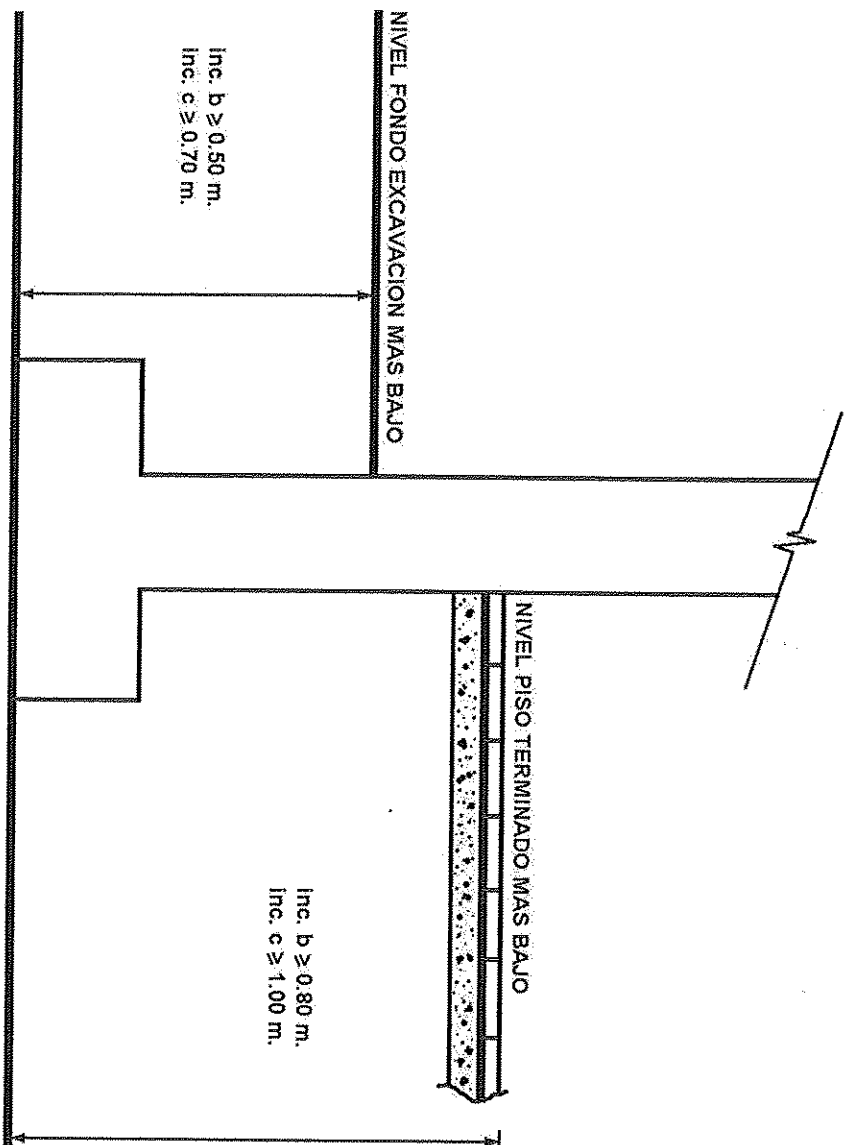 NIVEL FONDO EXCAVACION MAS BAJO
inc. b ≥ 0.50 m.
inc. c ≥ 0.70 m.
NIVEL PISO TERMINADO MAS BAJO
inc. b ≥ 0.80 m.
inc. c ≥ 1.00 m.